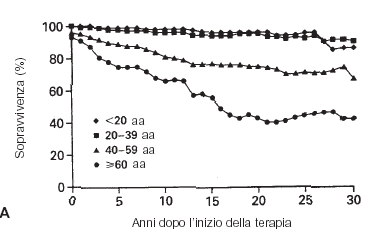 100
80
60
40
20
0
Sopravvivenza (%)
<20 aa
20–39 aa
40–59 aa
⩾60 aa
0 5 10 15 20 25 30
A
Anni dopo l'inizio della terapia